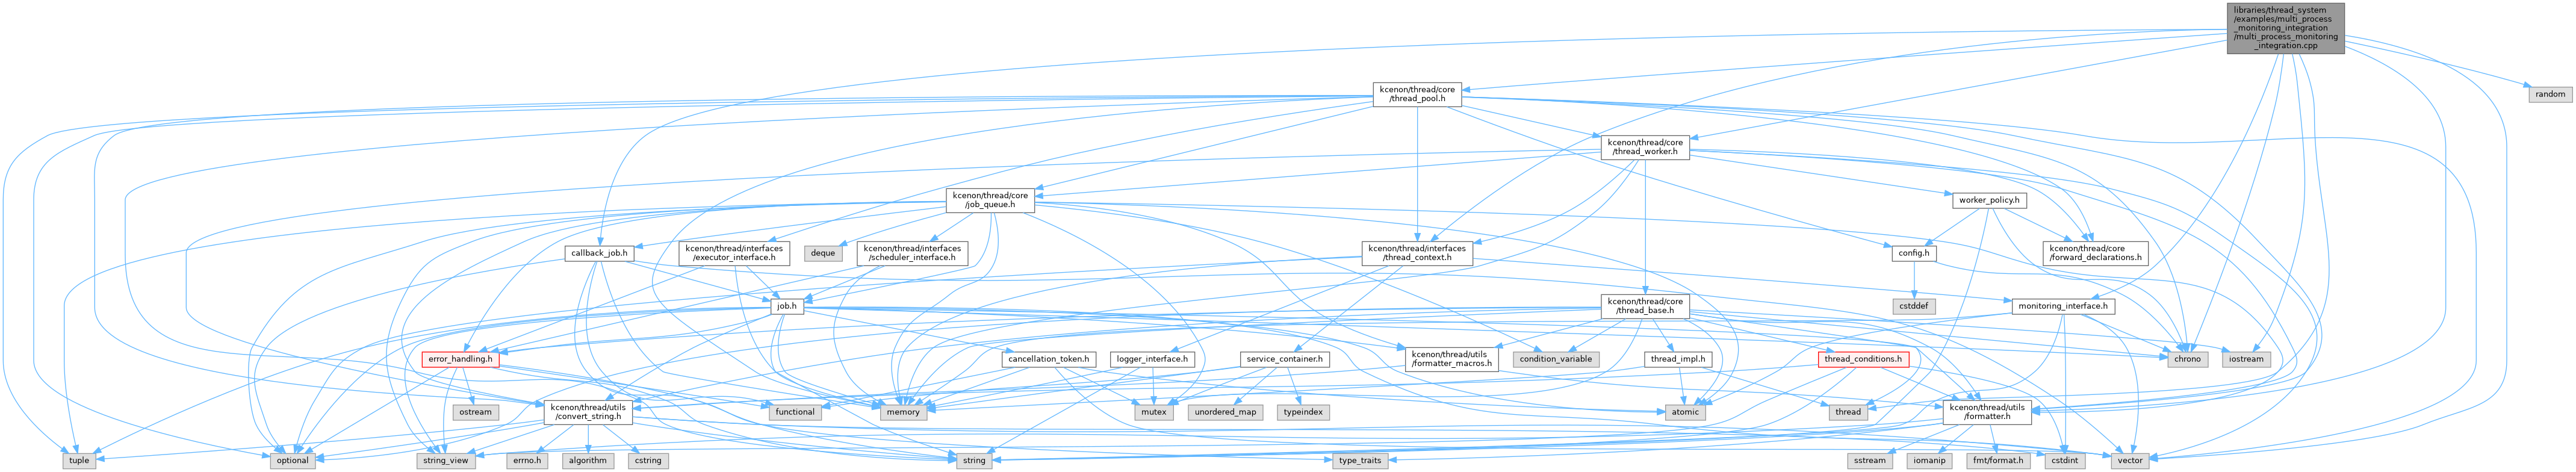 libraries/thread_system
/examples/multi_process
_monitoring_integration
/multi_process_monitoring
_integration.cpp
kcenon/thread/core
/thread_pool.h
random
kcenon/thread/core
/thread_worker.h
kcenon/thread/core
/job_queue.h
worker_policy.h
callback_job.h
kcenon/thread/interfaces
/executor_interface.h
deque
kcenon/thread/interfaces
/scheduler_interface.h
kcenon/thread/interfaces
/thread_context.h
config.h
kcenon/thread/core
/forward_declarations.h
job.h
kcenon/thread/core
/thread_base.h
cstddef
monitoring_interface.h
error_handling.h
cancellation_token.h
logger_interface.h
service_container.h
kcenon/thread/utils
/formatter_macros.h
condition_variable
thread_impl.h
thread_conditions.h
chrono
iostream
ostream
kcenon/thread/utils
/convert_string.h
functional
memory
mutex
unordered_map
typeindex
atomic
thread
kcenon/thread/utils
/formatter.h
tuple
optional
string_view
errno.h
algorithm
cstring
string
type_traits
sstream
iomanip
fmt/format.h
cstdint
vector